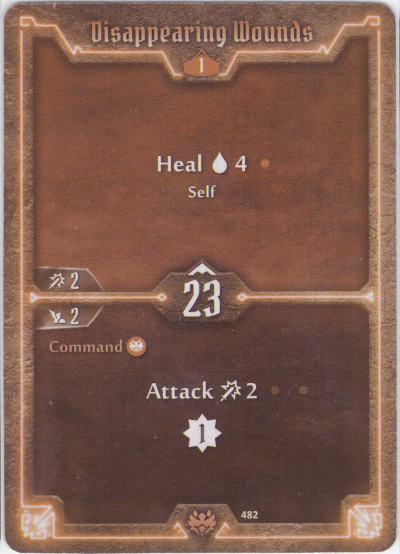 Disappearing Wounds
1
Heal 4
Self
2
23
2
Command
Attack 2
1
482